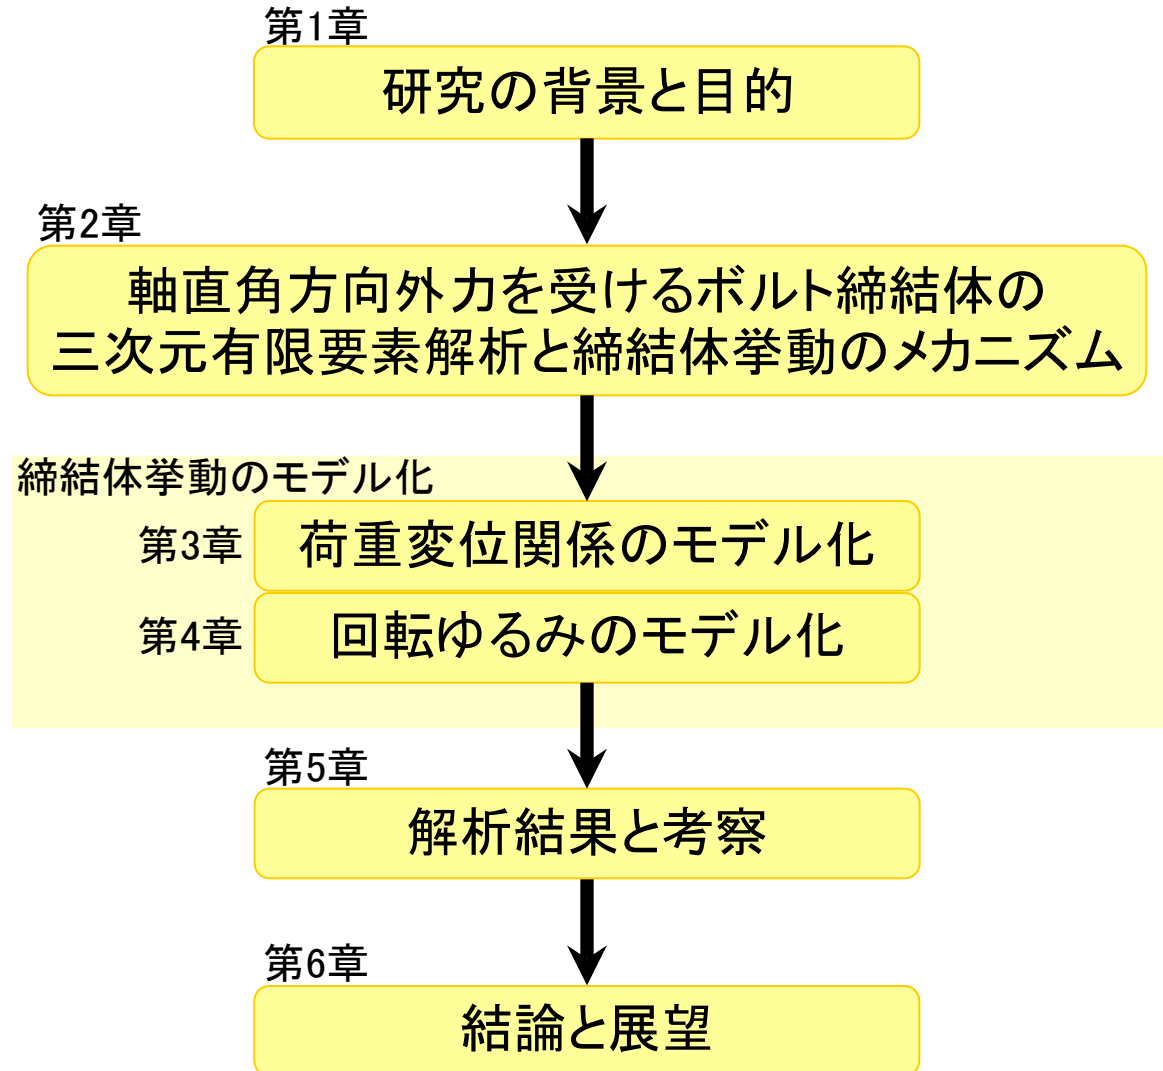 第1章
研究の背景と目的
第2章
軸直角方向外力を受けるボルト締結体の
三次元有限要素解析と締結体挙動のメカニズム
締結体挙動のモデル化
第3章
荷重変位関係のモデル化
第4章
回転ゆるみのモデル化
第5章
解析結果と考察
第6章
結論と展望